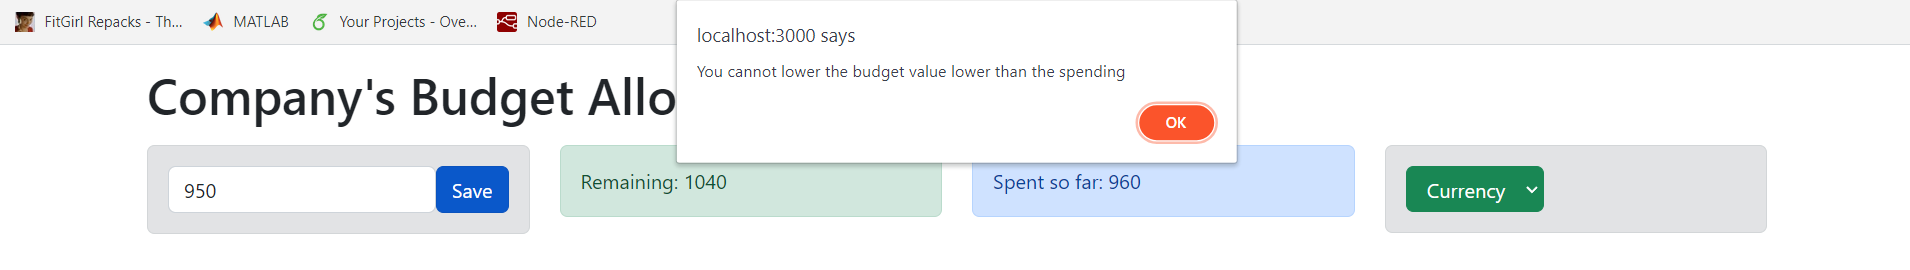 FitGirl Repacks - Th...
MATLAB
Your Projects - Ove...
Node-RED
localhost:3000 says
You cannot lower the budget value lower than the spending
OK
Company's Budget Allo
950
Save
Remaining: 1040
Spent so far: 960
Currency